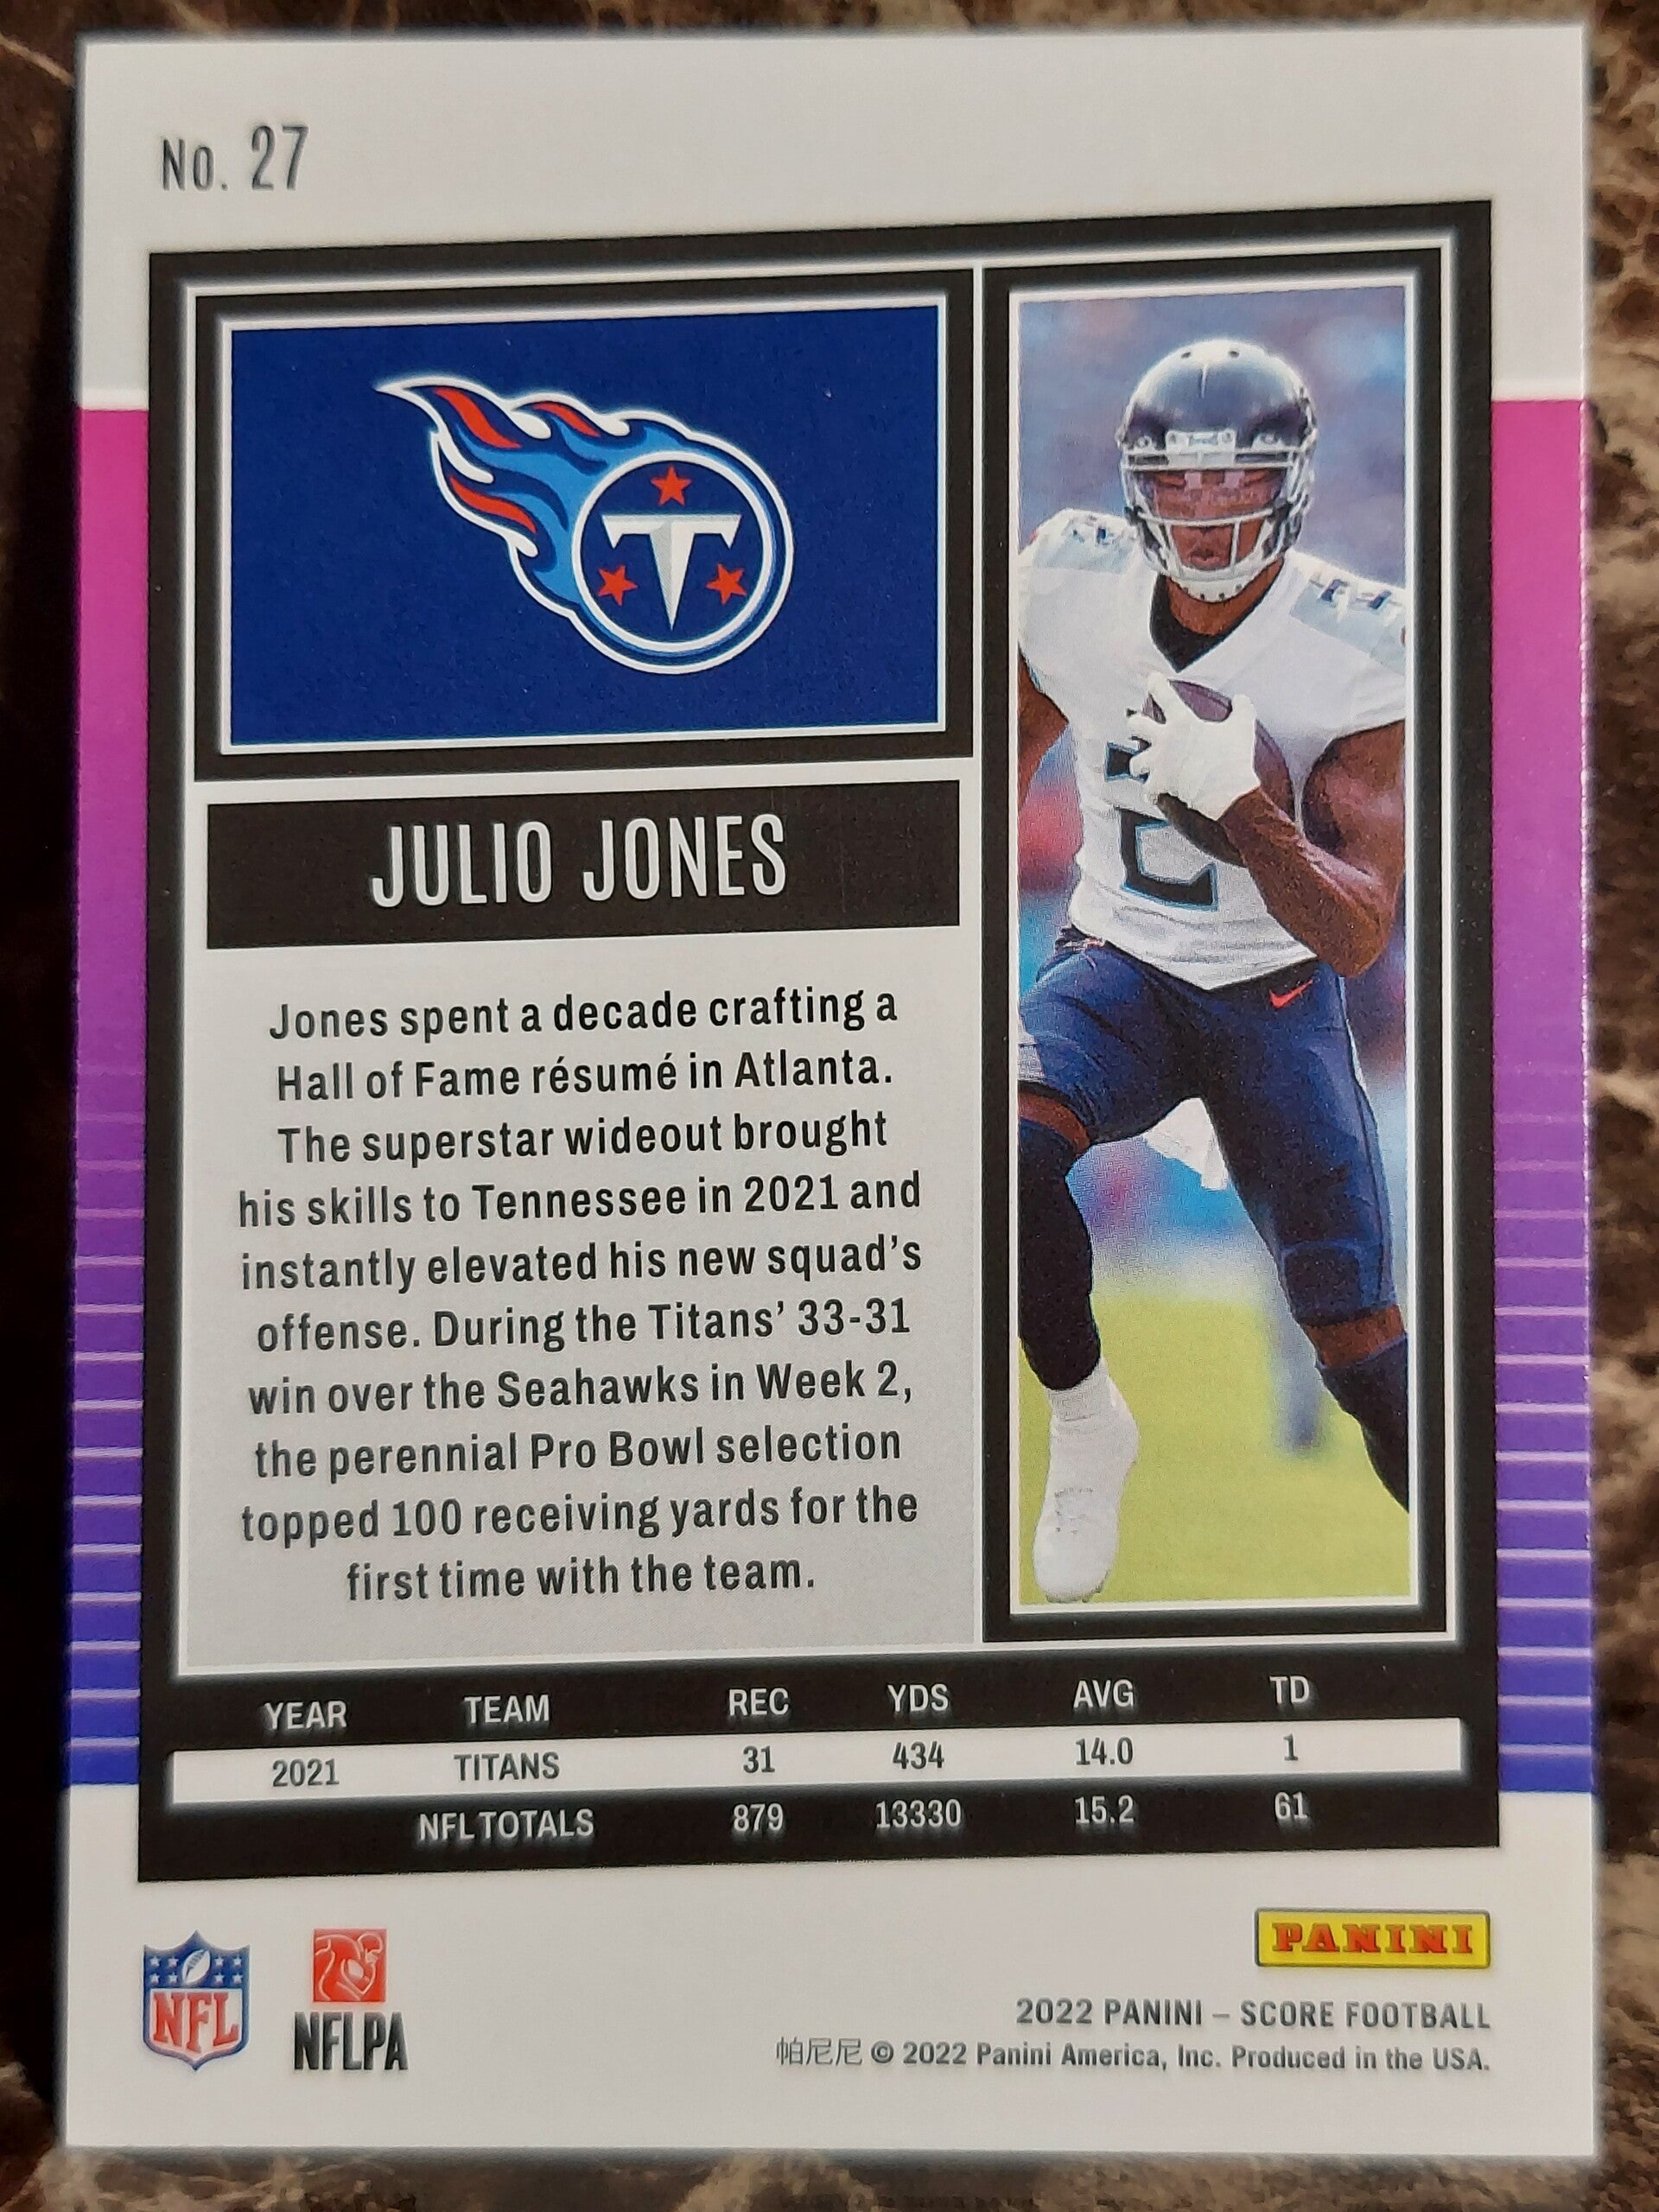 No. 27
T
JULIO JONES
Jones spent a decade crafting a
Hall of Fame résumé in Atlanta.
The superstar wideout brought
his skills to Tennessee in 2021 and
instantly elevated his new squad’s
offense. During the Titans’ 33-31
win over the Seahawks in Week 2,
the perennial Pro Bowl selection
topped 100 receiving yards for the
first time with the team.
YEAR TEAM REC YDS AVG TD
2021 TITANS 31 434 14.0 1
NFL TOTALS 879 13330 15.2 61
PANINI
NFL
NFLPA
2022 PANINI – SCORE FOOTBALL
帕尼尼 © 2022 Panini America, Inc. Produced in the USA.